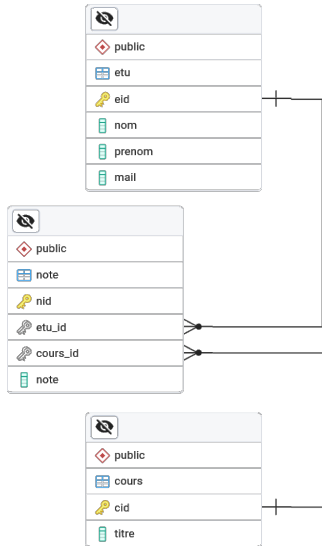 public
etu
eid
nom
prenom
mail
public
note
nid
etu_id
cours_id
note
public
cours
cid
titre